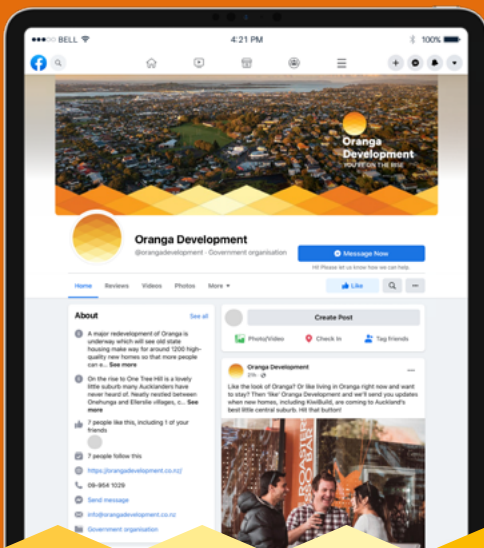 BELL
4:21 PM
100%
Oranga
Development
YOU'RE ON THE RISE
Oranga Development
@orangadevelopment · Government organisation
Message Now
Hi! Please let us know how we can help.
Home Reviews Videos Photos More
Like
About See all
A major redevelopment of Oranga is
underway which will see old state
housing make way for around 1200 high-
quality new homes so that more people
can e... See more
On the rise to One Tree Hill is a lovely
little suburb many Aucklanders have
never heard of. Neatly nestled between
Onehunga and Ellerslie villages, c... See
more
7 people like this, including 1 of your
friends
7 people follow this
https://orangadevelopment.co.nz/
09-954 1029
Send message
info@orangadevelopment.co.nz
Government organisation
Create Post
Photo/Video Check In Tag friends
Oranga Development
21h
Like the look of Oranga? Or like living in Oranga right now and want
to stay? Then 'like' Oranga Development and we'll send you updates
when new homes, including KiwiBuild, are coming to Auckland's
best little central suburb. Hit that button!
BAR